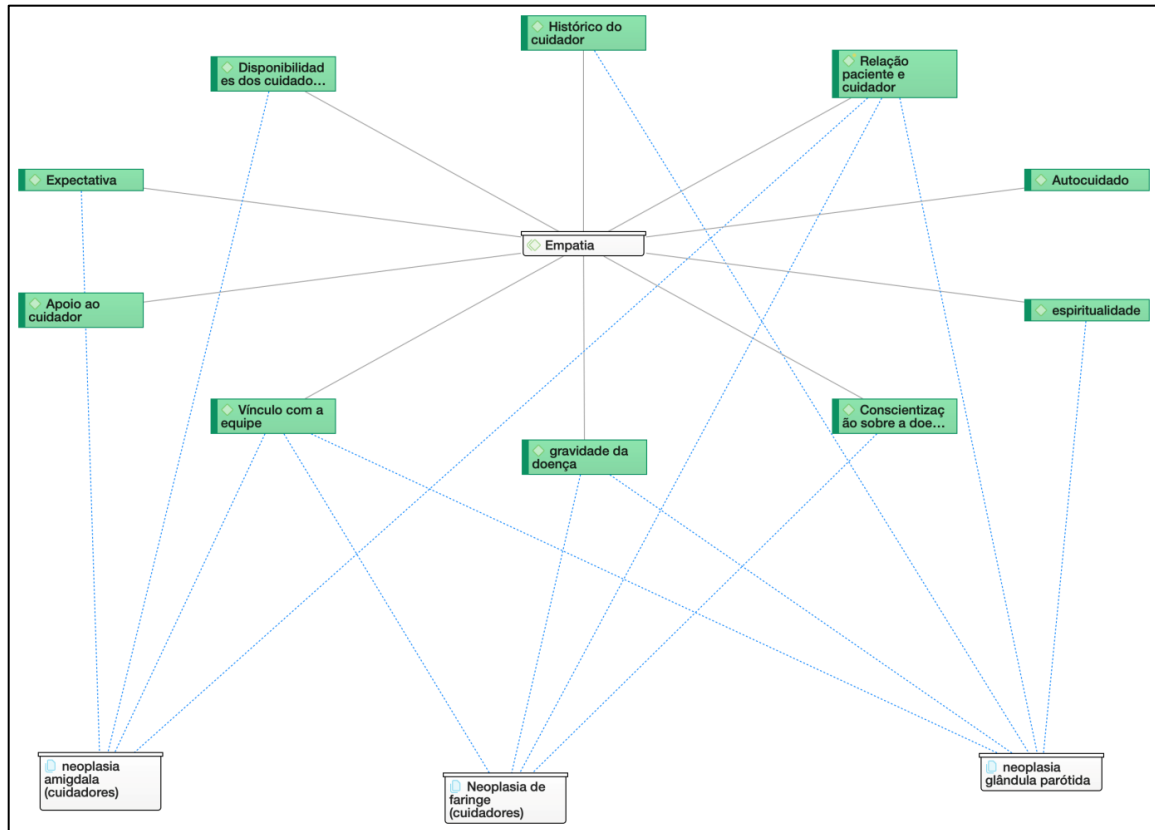 Histórico do
cuidador
Disponibilidad
es dos cuidado...
Relação
paciente e
cuidador
Expectativa
Autocuidado
Empatia
Apoio ao
cuidador
espiritualidade
Vínculo com a
equipe
Conscientizaç
ão sobre a doe...
gravidade da
doença
neoplasia
amigdala
(cuidadores)
Neoplasia de
faringe
(cuidadores)
neoplasia
glândula parótida